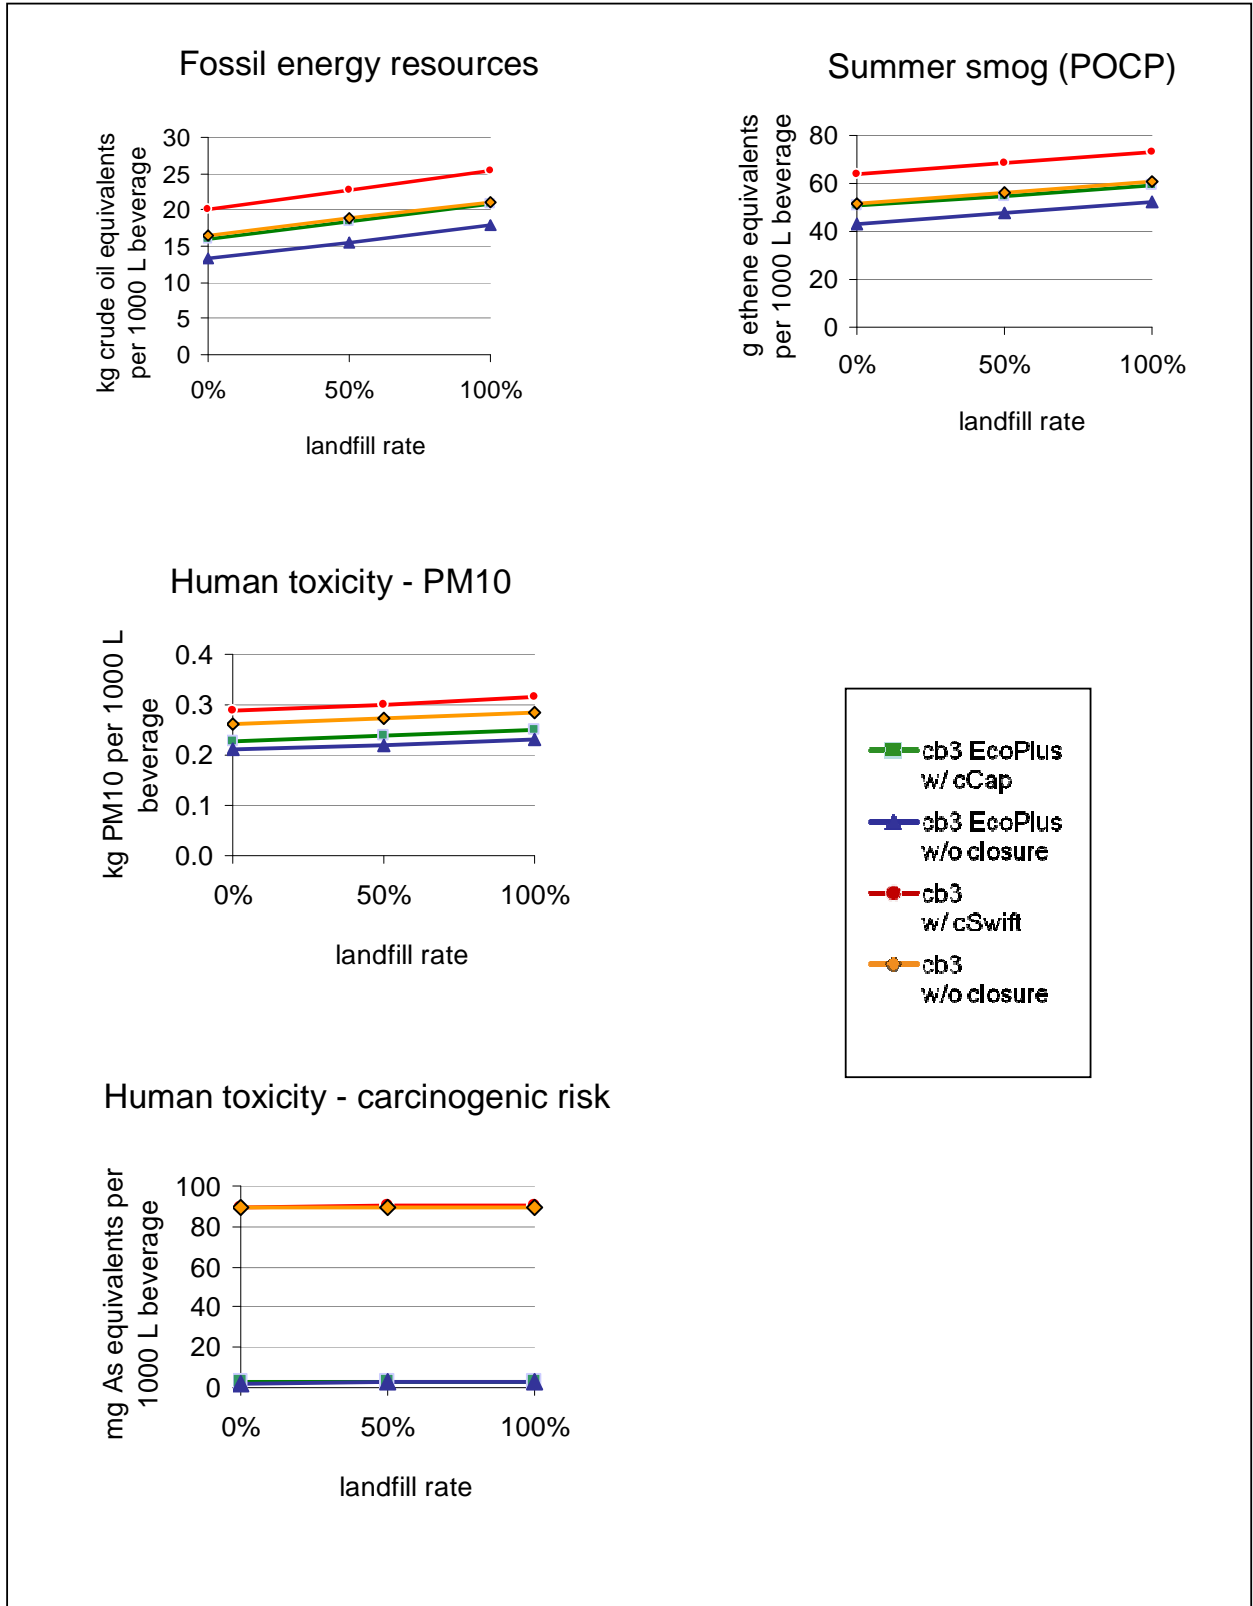 Fossil energy resources
kg crude oil equivalents
per 1000 L beverage
30
25
20
15
10
5
0
0%
50%
100%
landfill rate
Summer smog (POCP)
g ethene equivalents
per 1000 L beverage
80
60
40
20
0
0%
50%
100%
landfill rate
Human toxicity - PM10
kg PM10 per 1000 L
beverage
0.4
0.3
0.2
0.1
0.0
0%
50%
100%
landfill rate
cb3 EcoPlus
w/ cCap
cb3 EcoPlus
w/o closure
cb3
w/ cSwift
cb3
w/o closure
Human toxicity - carcinogenic risk
mg As equivalents per
1000 L beverage
100
80
60
40
20
0
0%
50%
100%
landfill rate